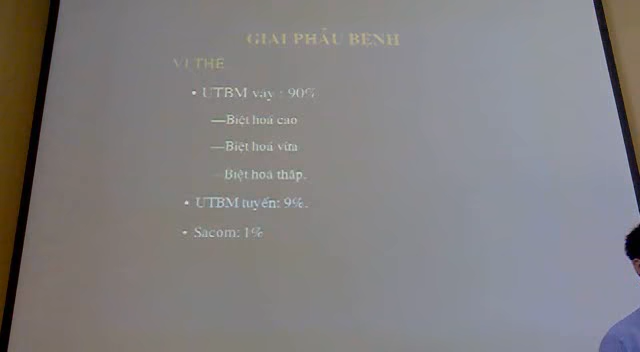 GIẢI PHẪU BỆNH
VI THỂ
• UTBM vảy : 90%
—Biệt hoá cao
—Biệt hoá vừa
—Biệt hoá thấp.
• UTBM tuyến: 9%.
• Sacom: 1%